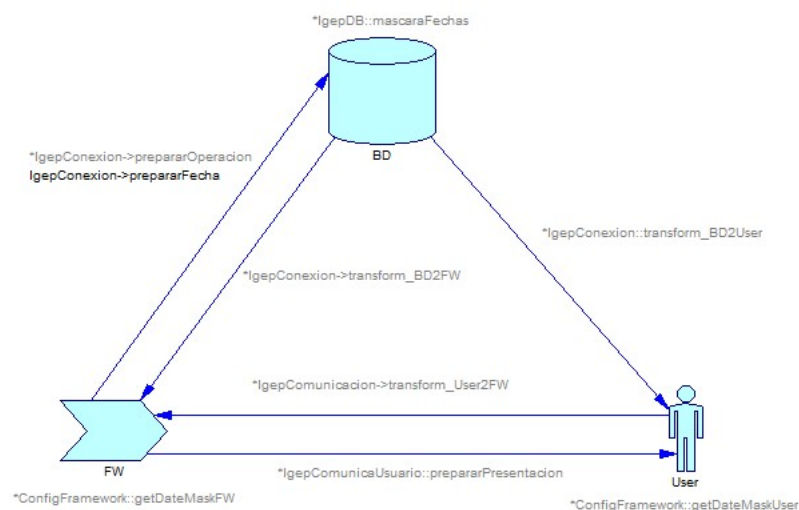 *IgepDB::mascaraFechas
*IgepConexion->prepararOperacion
IgepConexion->prepararFecha
BD
*IgepConexion::transform_BD2User
*IgepConexion->transform_BD2FW
*IgepComunicacion->transform_User2FW
FW
*IgepComunicaUsuario::prepararPresentacion
User
*ConfigFramework::getDateMaskFW
*ConfigFramework::getDateMaskUser